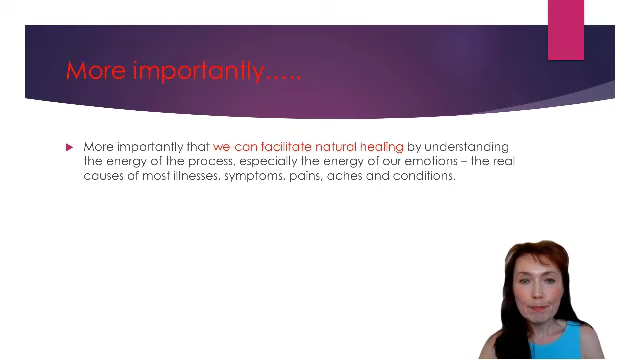 More importantly.....
More importantly that we can facilitate natural healing by understanding
the energy of the process, especially the energy of our emotions – the real
causes of most illnesses, symptoms, pains, aches and conditions.